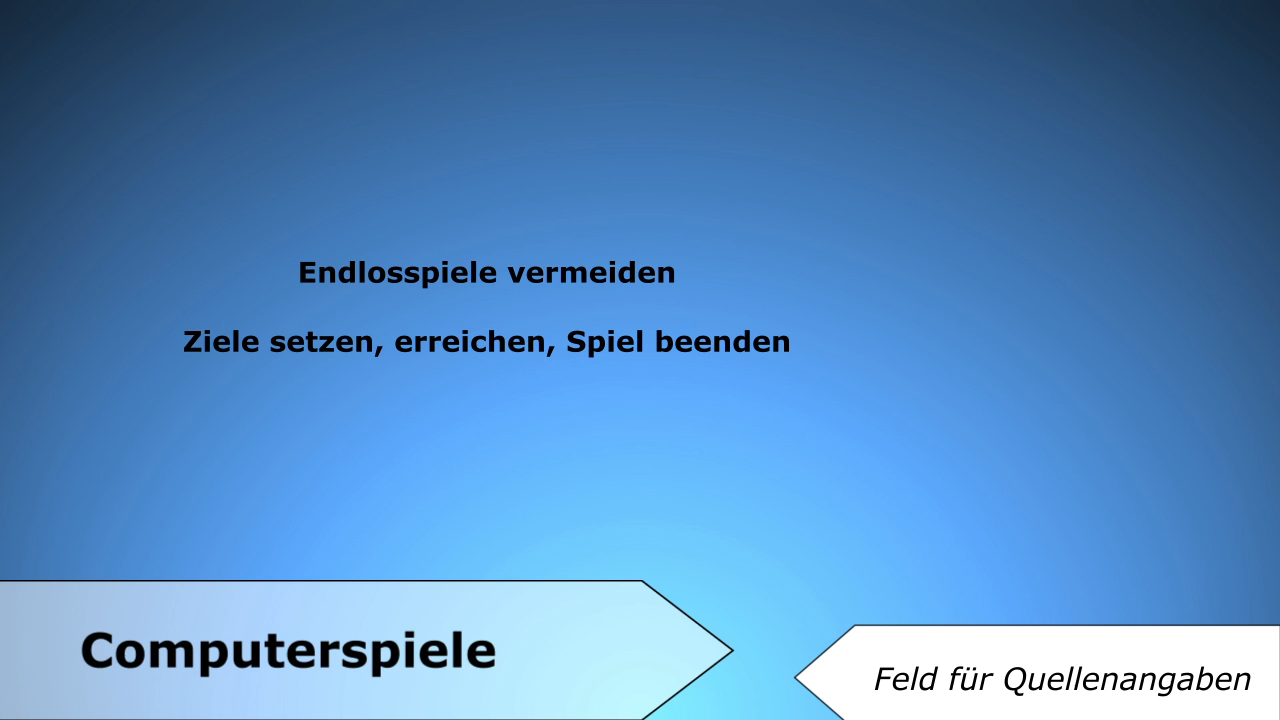 Endlosspiele vermeiden
Ziele setzen, erreichen, Spiel beenden
Computerspiele
Feld für Quellenangaben